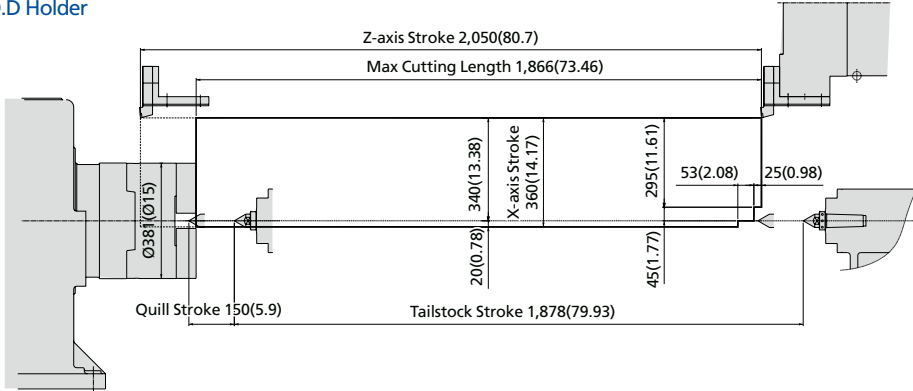 .D Holder
Z-axis Stroke 2,050(80.7)
Max Cutting Length 1,866(73.46)
340(13.38)
X-axis Stroke
360(14.17)
295(11.61)
53(2.08)
25(0.98)
Ø381(Ø15)
20(0.78)
45(1.77)
Quill Stroke 150(5.9)
Tailstock Stroke 1,878(79.93)